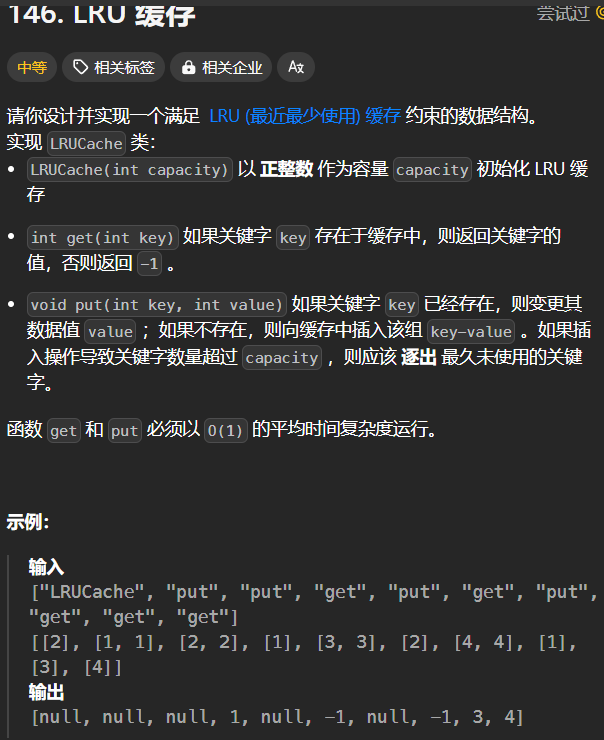 146. LRU 缓存
尝试过
中等
相关标签
相关企业
Ax
请你设计并实现一个满足 LRU (最近最少使用) 缓存 约束的数据结构。
实现 LRUCache 类：
• LRUCache(int capacity) 以 正整数 作为容量 capacity 初始化 LRU 缓
存
• int get(int key) 如果关键字 key 存在于缓存中，则返回关键字的
值，否则返回 -1 。
• void put(int key, int value) 如果关键字 key 已经存在，则变更其
数据值 value ；如果不存在，则向缓存中插入该组 key-value 。如果插
入操作导致关键字数量超过 capacity ，则应该 逐出 最久未使用的关键
字。
函数 get 和 put 必须以 O(1) 的平均时间复杂度运行。
示例：
输入
["LRUCache", "put", "put", "get", "put", "get", "put",
"get", "get", "get"]
[[2], [1, 1], [2, 2], [1], [3, 3], [2], [4, 4], [1],
[3], [4]]
输出
[null, null, null, 1, null, -1, null, -1, 3, 4]